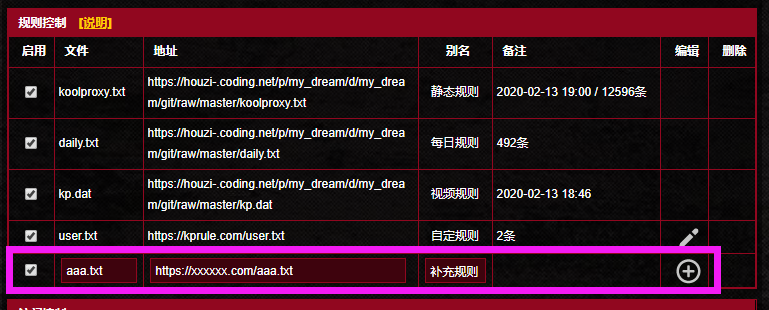 规则控制 [说明]
启用 文件 地址 别名 备注 编辑 删除
koolproxy.txt https://houzi-.coding.net/p/my_dream/d/my_drea 静态规则 2020-02-13 19:00 / 12596条
m/git/raw/master/koolproxy.txt
daily.txt https://houzi-.coding.net/p/my_dream/d/my_drea 每日规则 492条
m/git/raw/master/daily.txt
kp.dat https://houzi-.coding.net/p/my_dream/d/my_drea 视频规则 2020-02-13 18:46
m/git/raw/master/kp.dat
user.txt https://kprule.com/user.txt 自定规则 2条
aaa.txt https://xxxxxx.com/aaa.txt 补充规则